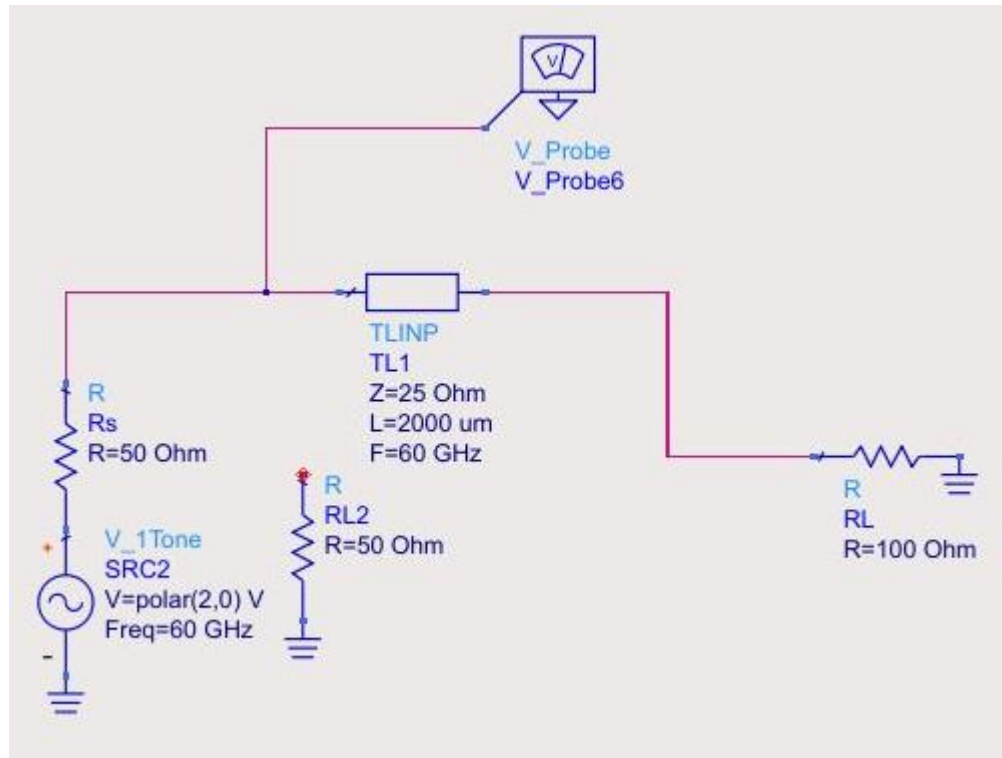 V
V_Probe
V_Probe6
TLINP
TL1
Z=25 Ohm
L=2000 um
F=60 GHz
R
Rs
R=50 Ohm
R
RL2
R=50 Ohm
R
RL
R=100 Ohm
+
V_1Tone
SRC2
V=polar(2,0) V
Freq=60 GHz
-